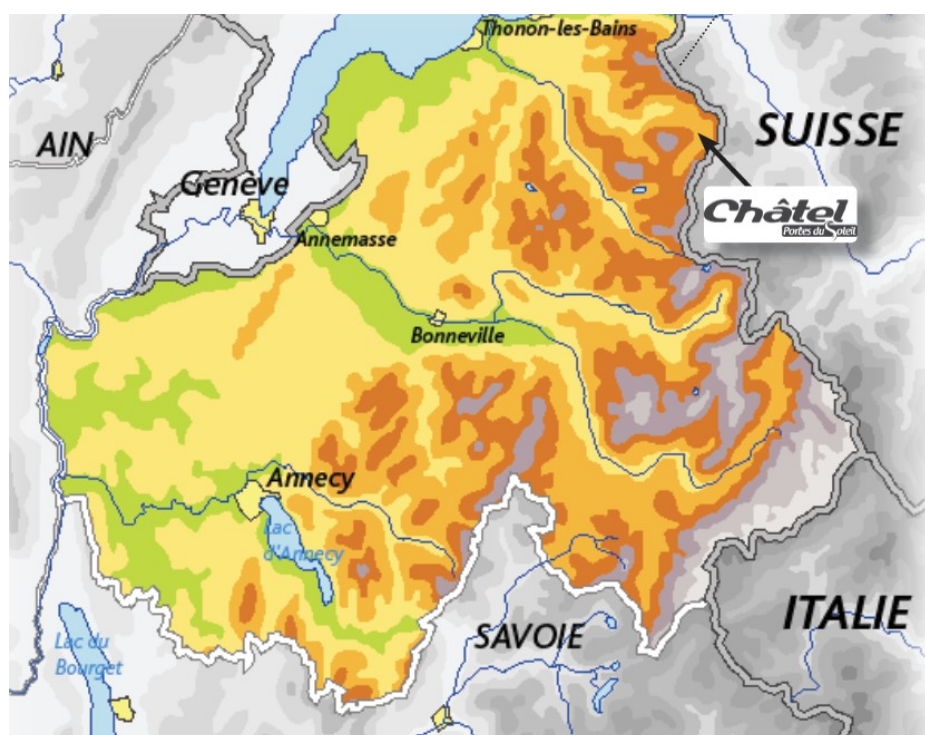 Thonon-les-Bains
SUISSE
AIN
Genève
Châtel
Portes du Soleil
Annemasse
Bonneville
Annecy
Lac
d'Annecy
ITALIE
SAVOIE
Lac du
Bourget